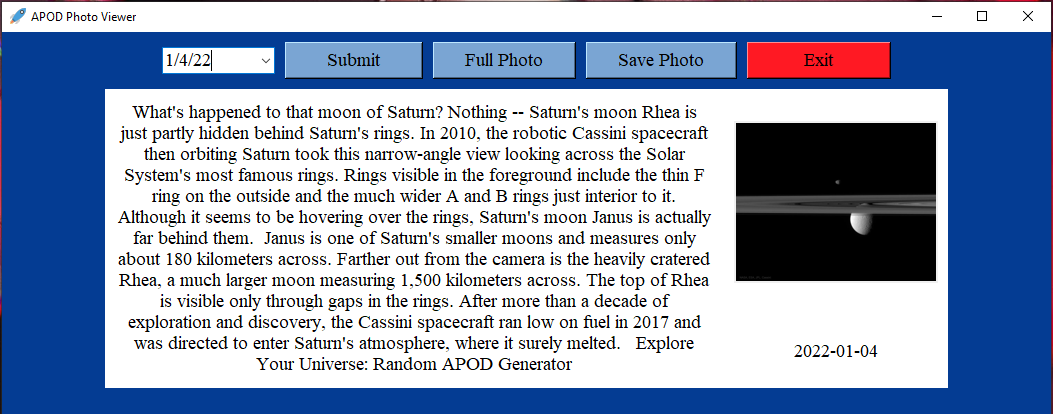 APOD Photo Viewer
1/4/22 Submit Full Photo Save Photo Exit
What's happened to that moon of Saturn? Nothing -- Saturn's moon Rhea is
just partly hidden behind Saturn's rings. In 2010, the robotic Cassini spacecraft
then orbiting Saturn took this narrow-angle view looking across the Solar
System's most famous rings. Rings visible in the foreground include the thin F
ring on the outside and the much wider A and B rings just interior to it.
Although it seems to be hovering over the rings, Saturn's moon Janus is actually
far behind them.  Janus is one of Saturn's smaller moons and measures only
about 180 kilometers across. Farther out from the camera is the heavily cratered
Rhea, a much larger moon measuring 1,500 kilometers across. The top of Rhea
is visible only through gaps in the rings. After more than a decade of
exploration and discovery, the Cassini spacecraft ran low on fuel in 2017 and
was directed to enter Saturn's atmosphere, where it surely melted.   Explore
Your Universe: Random APOD Generator
2022-01-04